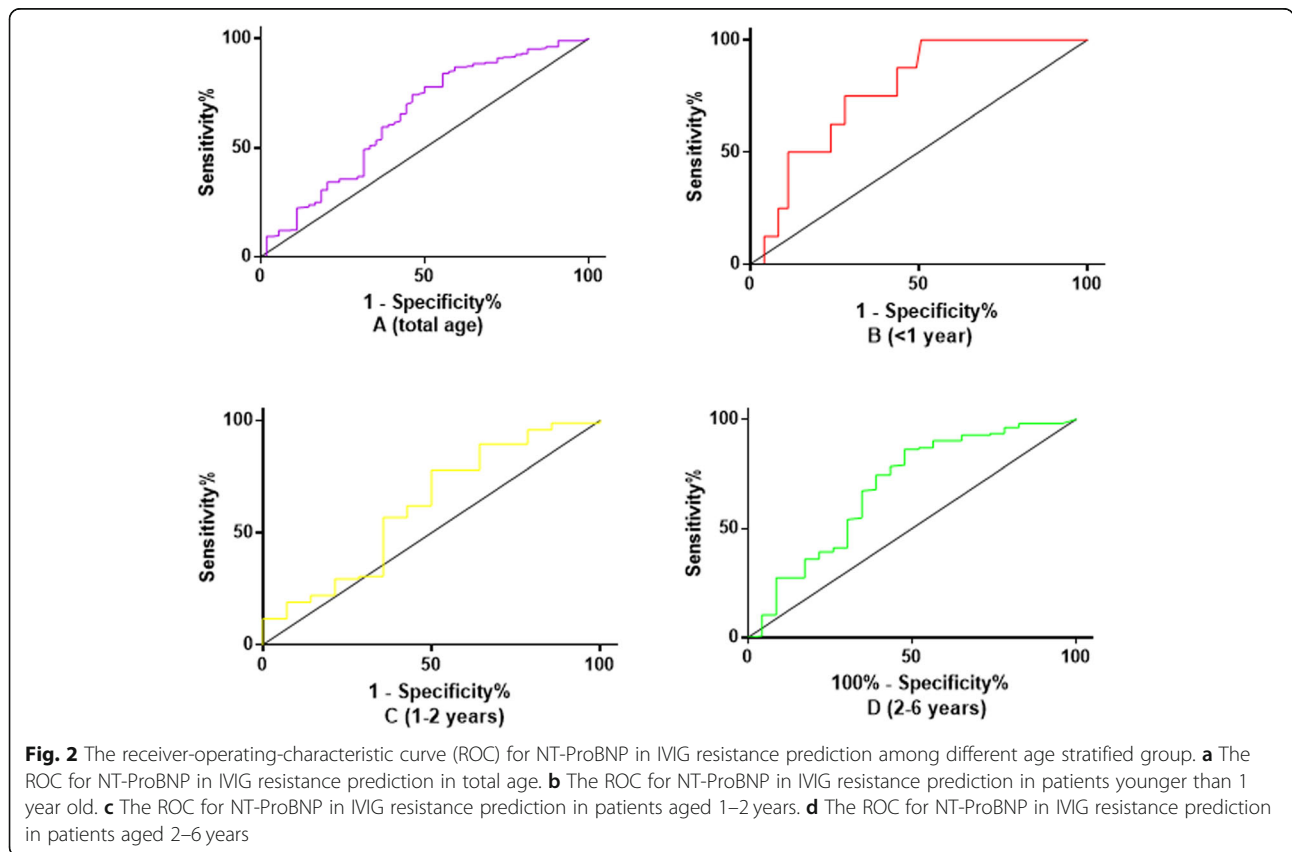 100
50
0
Sensitivity%
0
50
100
1 - Specificity%
A (total age)
100
50
0
Sensitivity%
0
50
100
1 - Specificity%
B (<1 year)
100
50
0
Sensitivity%
0
50
100
1 - Specificity%
C (1-2 years)
100
50
0
Sensitivity%
0
50
100
100% - Specificity%
D (2-6 years)
Fig. 2 The receiver-operating-characteristic curve (ROC) for NT-ProBNP in IVIG resistance prediction among different age stratified group. a The
ROC for NT-ProBNP in IVIG resistance prediction in total age. b The ROC for NT-ProBNP in IVIG resistance prediction in patients younger than 1
year old. c The ROC for NT-ProBNP in IVIG resistance prediction in patients aged 1–2 years. d The ROC for NT-ProBNP in IVIG resistance prediction
in patients aged 2–6 years